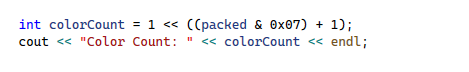 int colorCount = 1 << ((packed & 0x07) + 1);
cout << "Color Count: " << colorCount << endl;